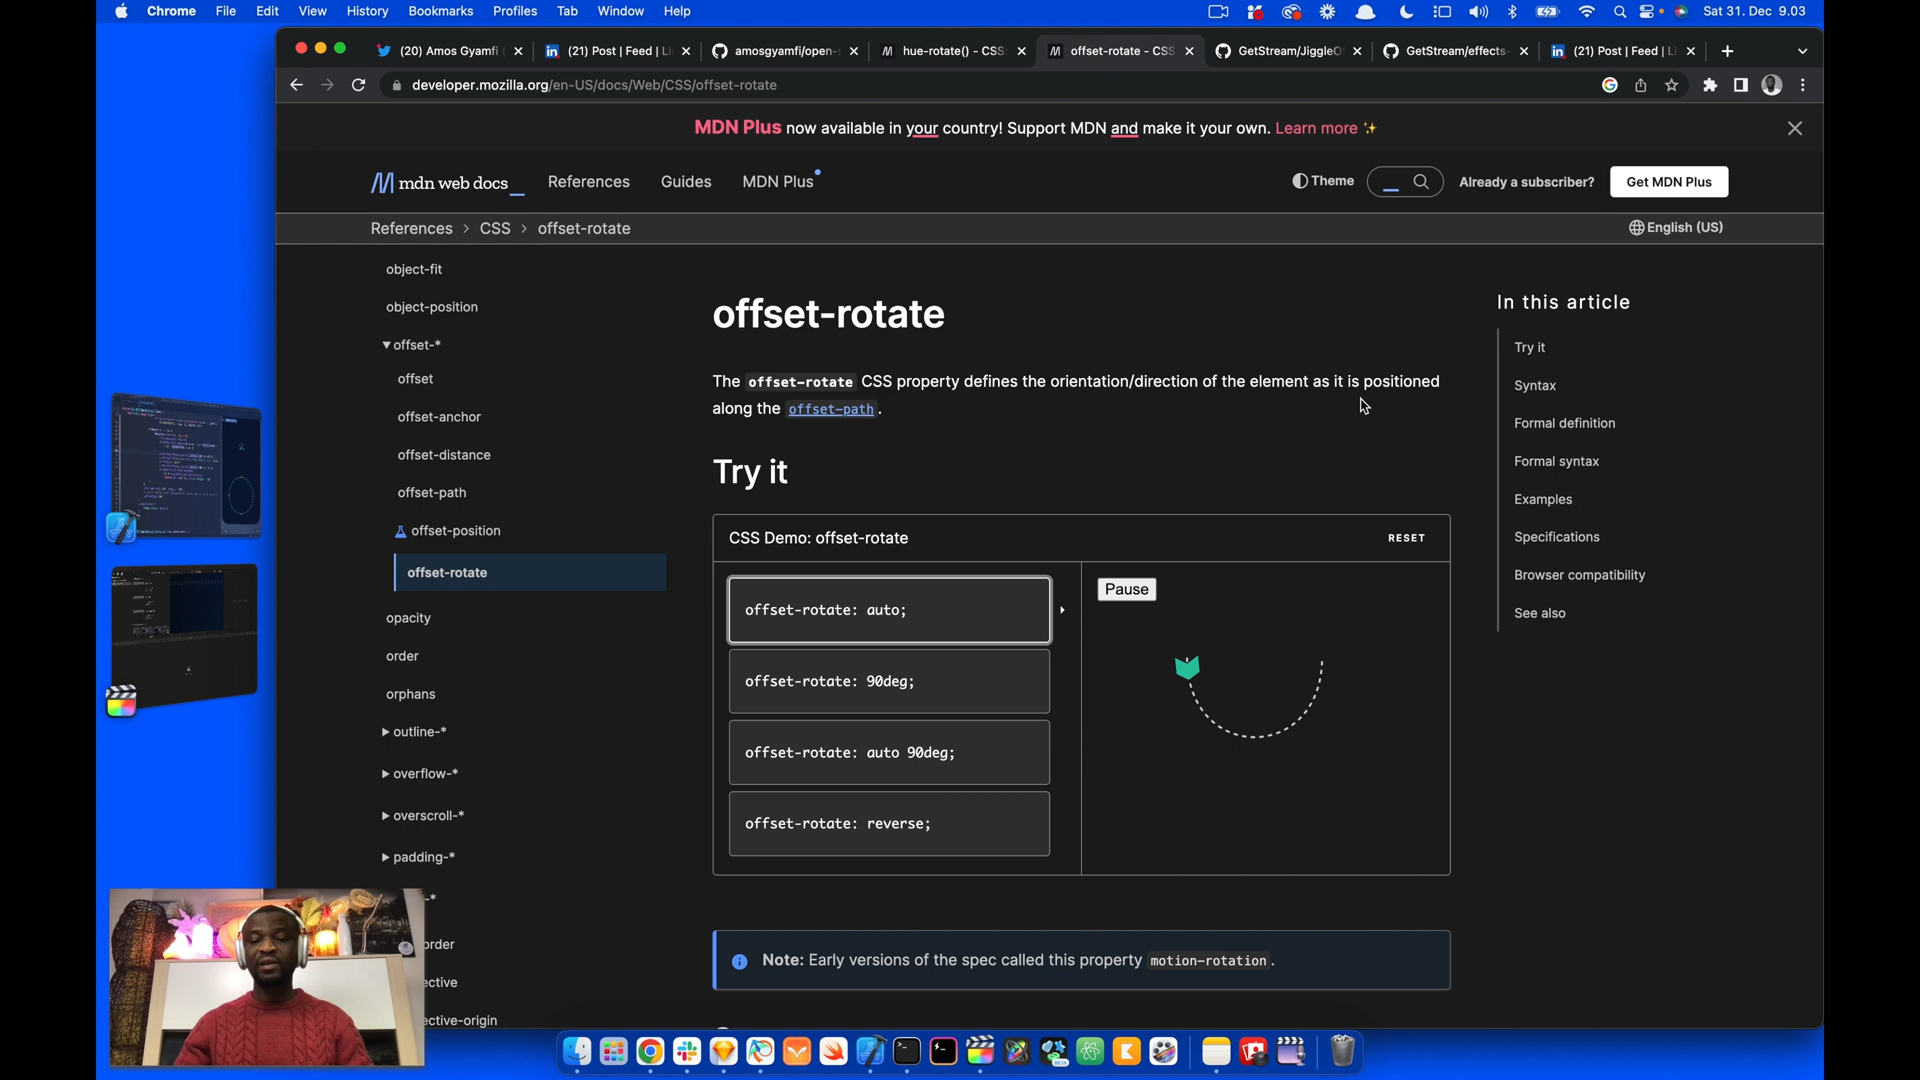 Chrome File Edit View History Bookmarks Profiles Tab Window Help Sat 31. Dec 9.03
(20) Amos Gyamfi (21) Post | Feed | Li amosgyamfi/open- hue-rotate() - CSS: offset-rotate - CSS GetStream/JiggleO GetStream/effects- (21) Post | Feed | Li
developer.mozilla.org/en-US/docs/Web/CSS/offset-rotate
MDN Plus now available in your country! Support MDN and make it your own. Learn more ✨
mdn web docs_ References Guides MDN Plus Theme Already a subscriber? Get MDN Plus
References > CSS > offset-rotate English (US)
object-fit
object-position
offset-*
offset
offset-anchor
offset-distance
offset-path
offset-position
offset-rotate
opacity
order
orphans
outline-*
overflow-*
overscroll-*
padding-*
-*
order
ective
ective-origin
offset-rotate
The offset-rotate CSS property defines the orientation/direction of the element as it is positioned
along the offset-path.
Try it
CSS Demo: offset-rotate RESET
offset-rotate: auto;
offset-rotate: 90deg;
offset-rotate: auto 90deg;
offset-rotate: reverse;
Pause
Note: Early versions of the spec called this property motion-rotation.
In this article
Try it
Syntax
Formal definition
Formal syntax
Examples
Specifications
Browser compatibility
See also